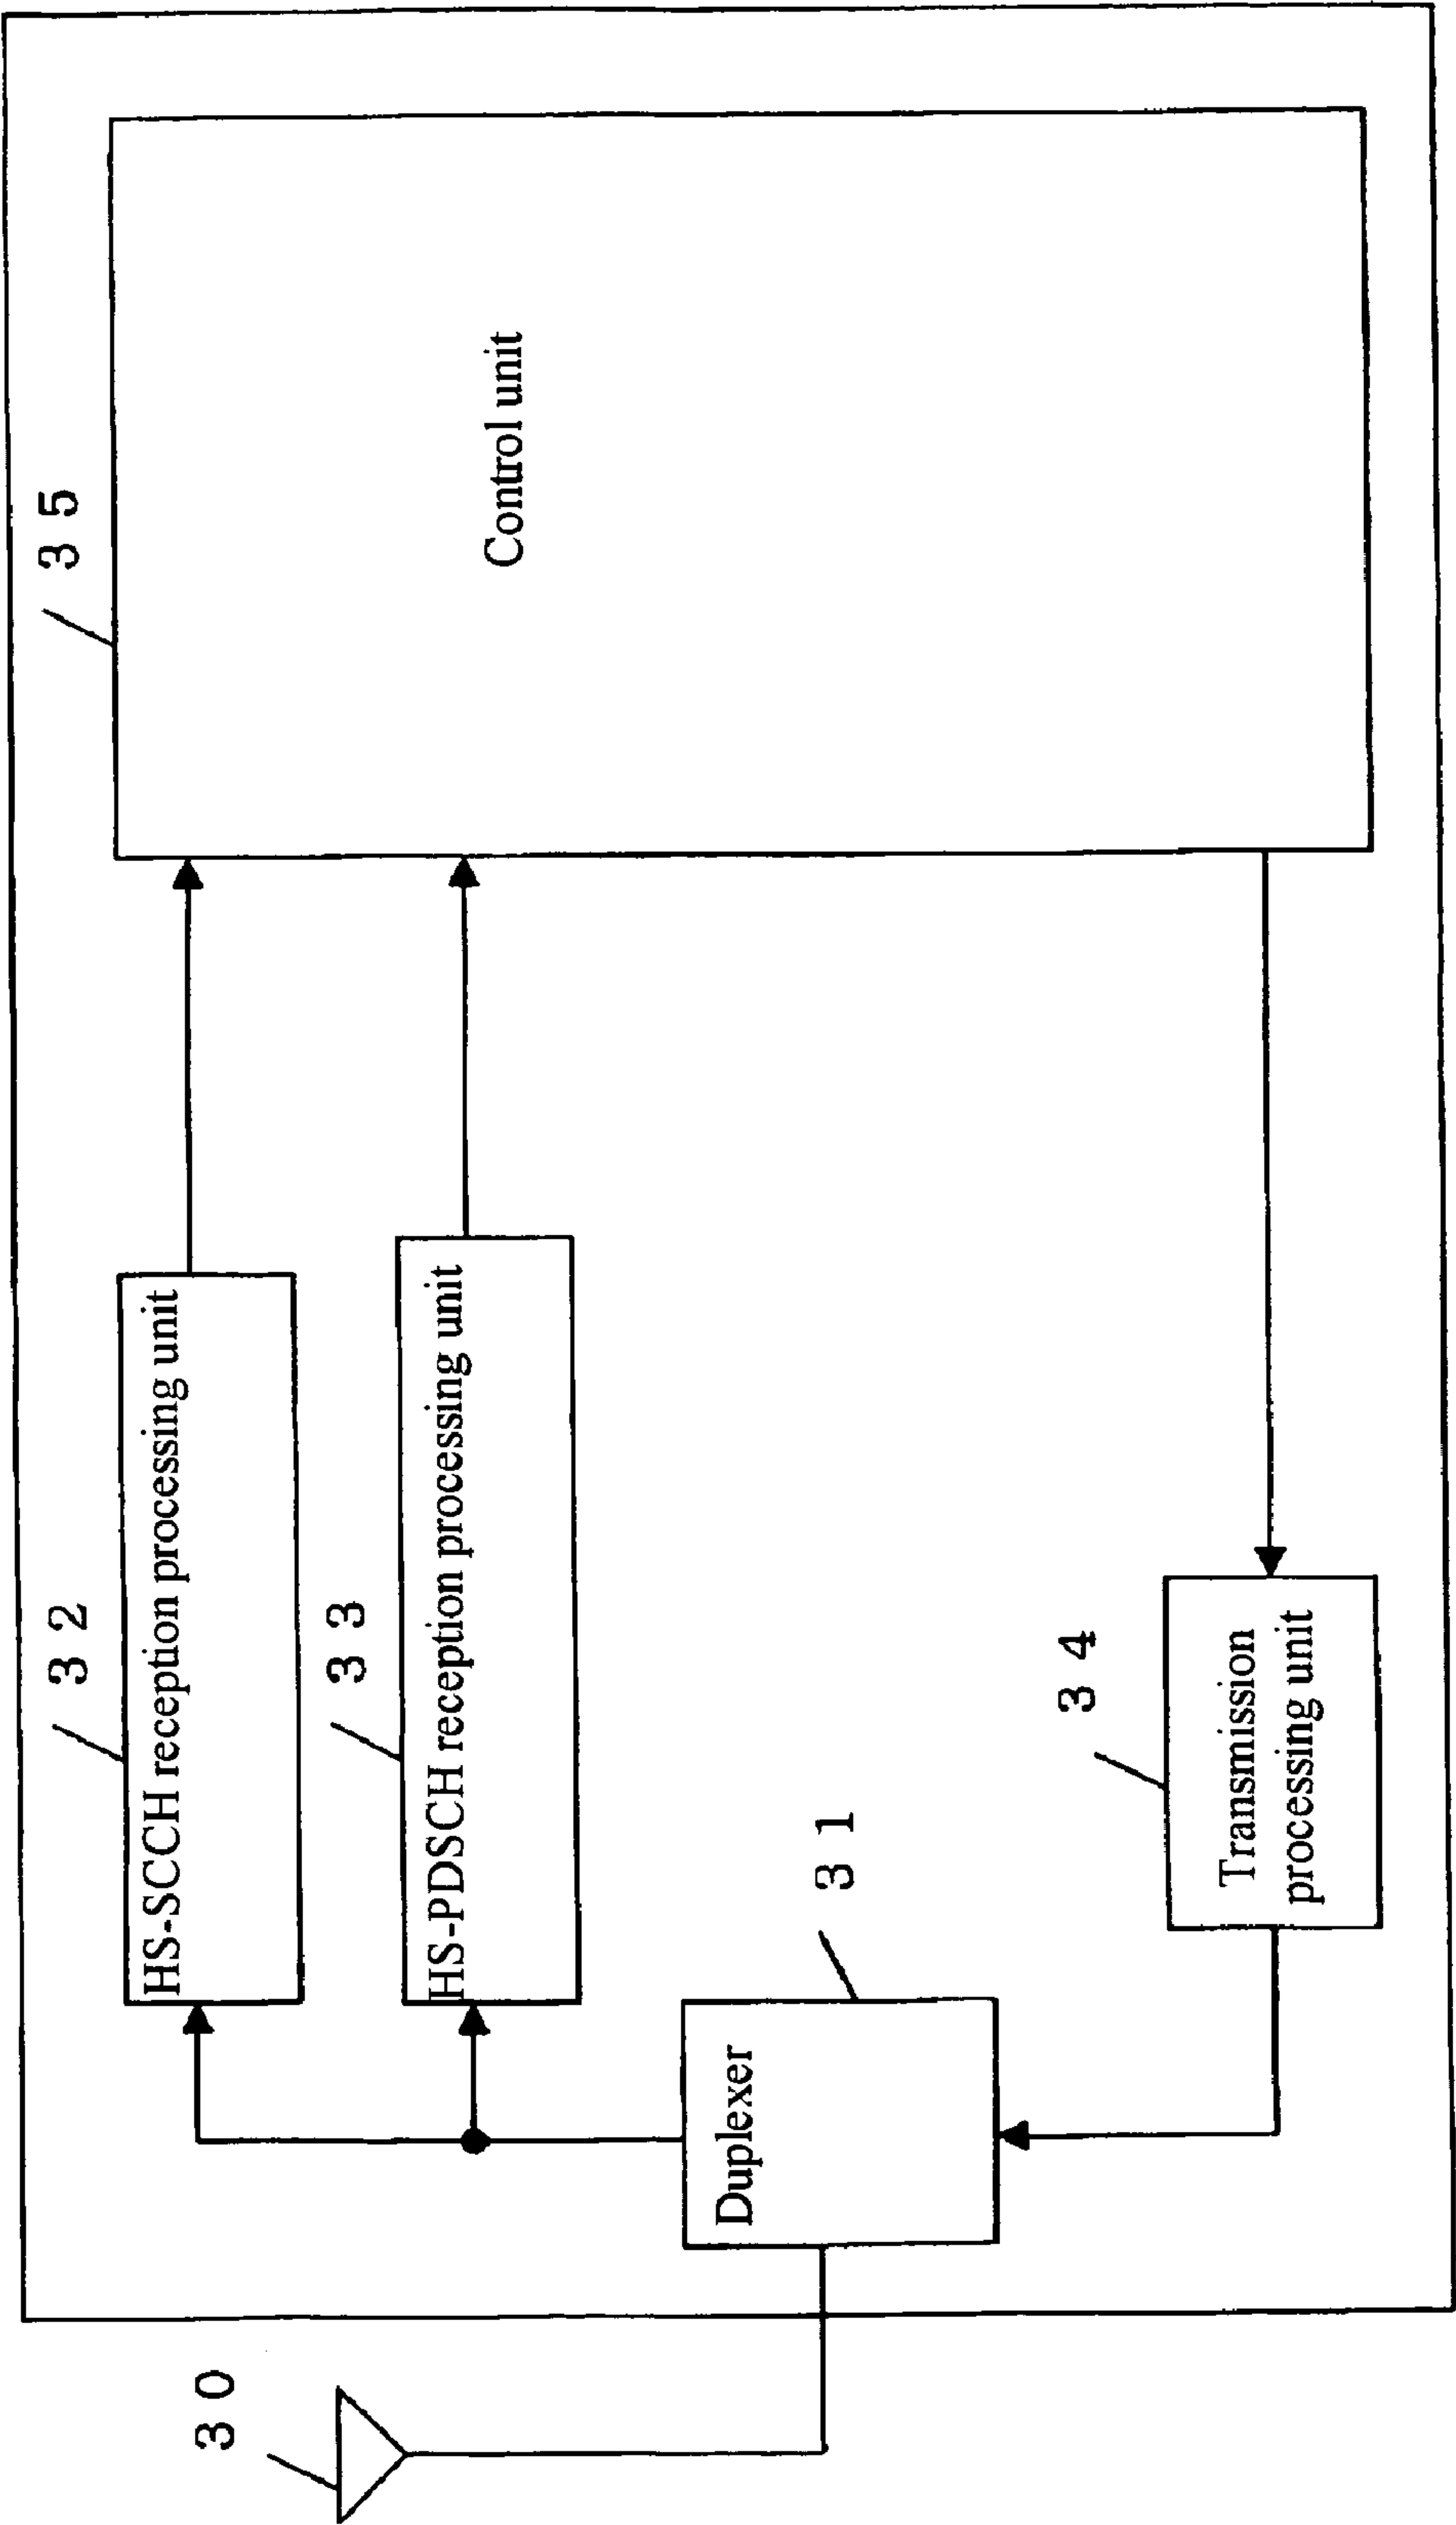 3 0
Duplexer
3 1
HS-SCCH reception processing unit
3 2
HS-PDSCH reception processing unit
3 3
Transmission
processing unit
3 4
Control unit
3 5